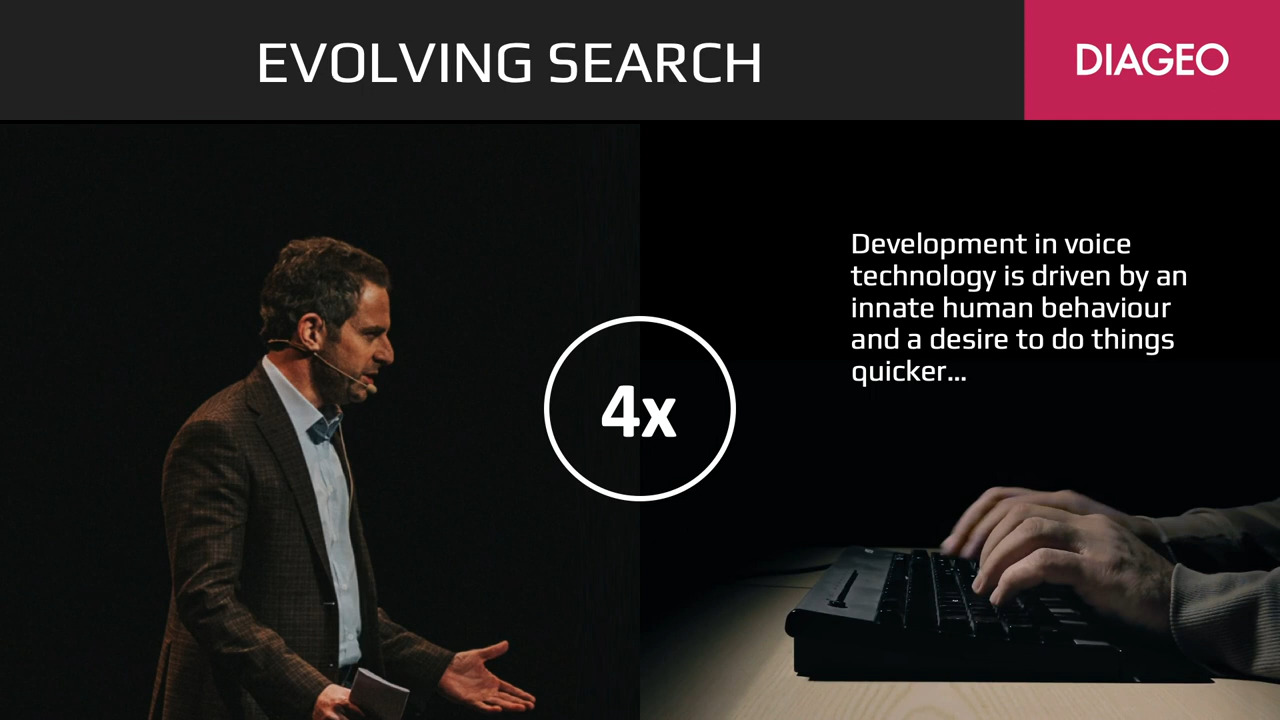 EVOLVING SEARCH
DIAGEO
Development in voice
technology is driven by an
innate human behaviour
and a desire to do things
quicker...
4x